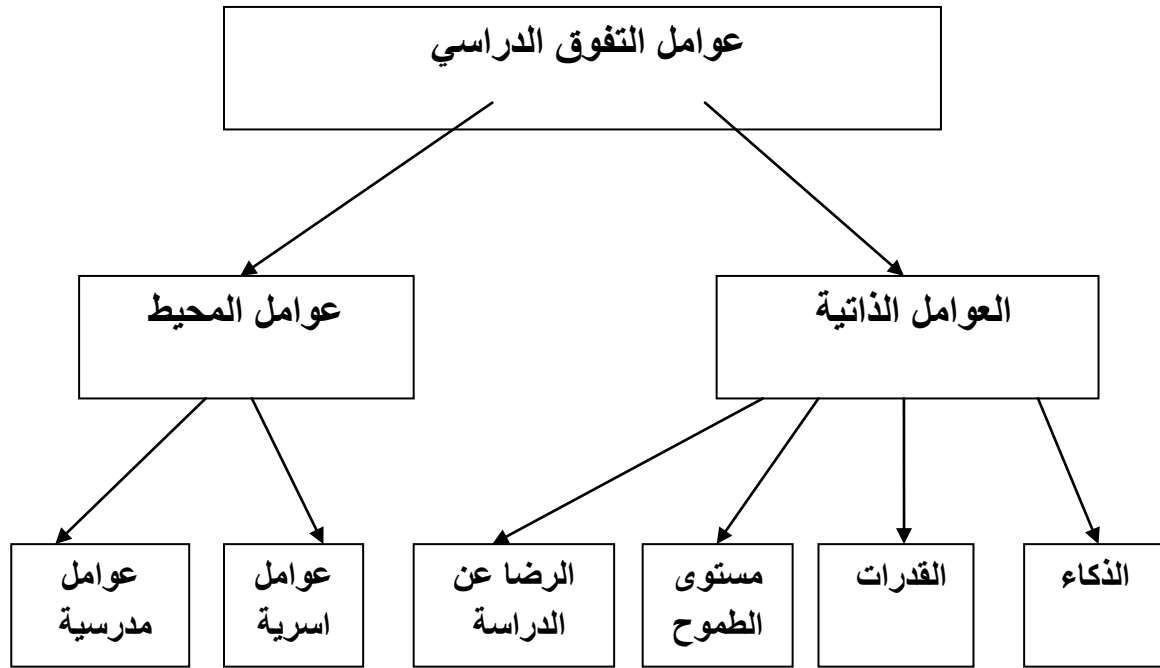 عوامل التفوق الدراسي
العوامل الذاتية
عوامل المحيط
الذكاء
القدرات
مستوى
الطموح
الرضا عن
الدراسة
عوامل
اسرية
عوامل
مدرسية